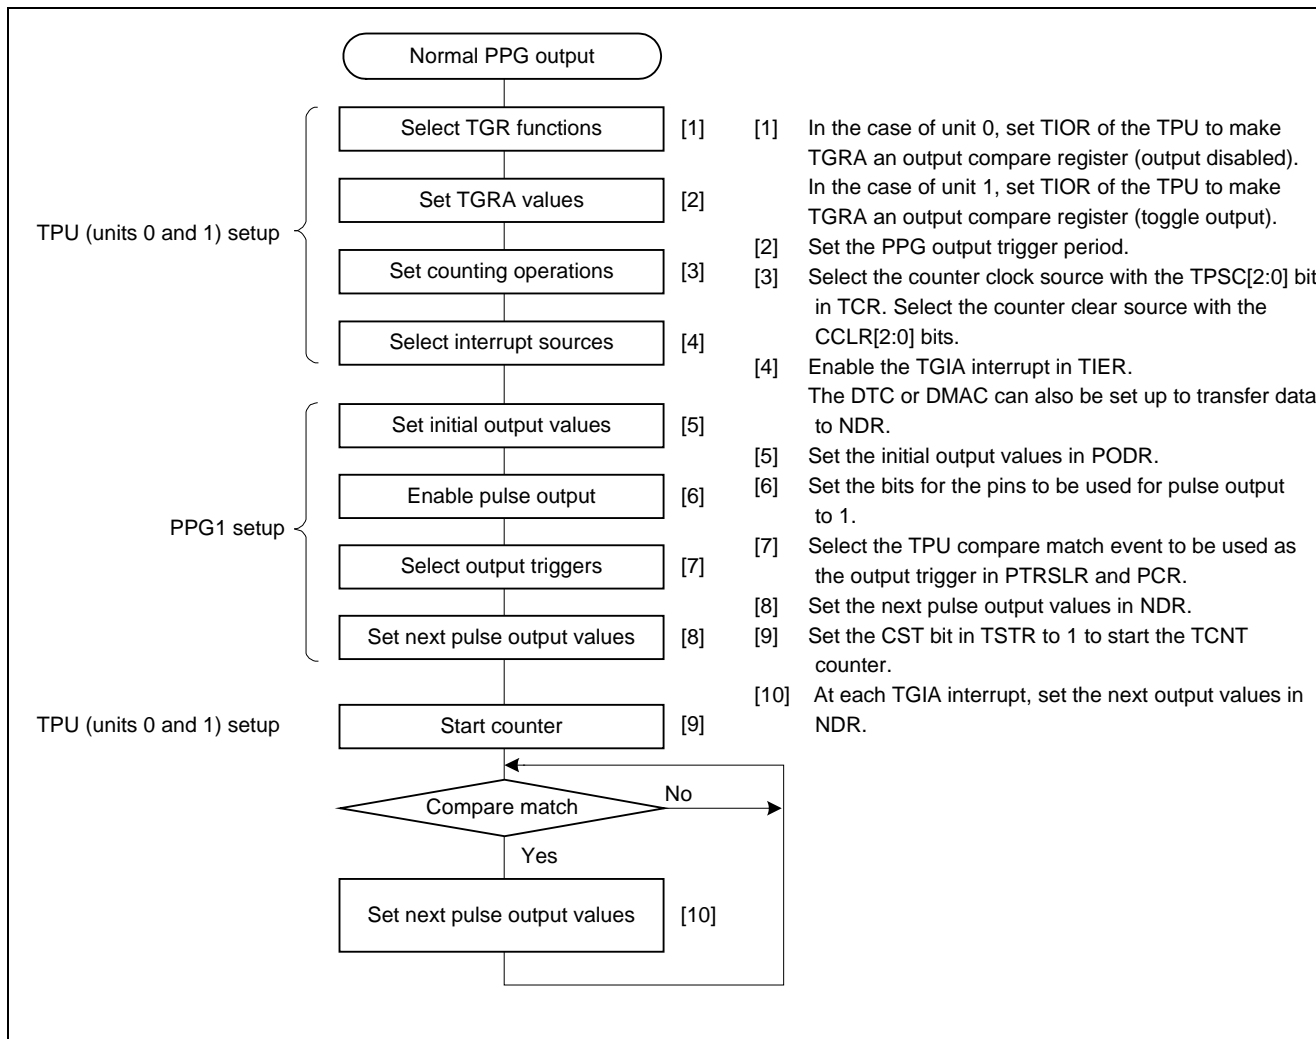 Normal PPG output
TPU (units 0 and 1) setup
Select TGR functions [1]
Set TGRA values [2]
Set counting operations [3]
Select interrupt sources [4]
PPG1 setup
Set initial output values [5]
Enable pulse output [6]
Select output triggers [7]
Set next pulse output values [8]
TPU (units 0 and 1) setup
Start counter [9]
Compare match
No
Yes
Set next pulse output values [10]
[1] In the case of unit 0, set TIOR of the TPU to make
TGRA an output compare register (output disabled).
In the case of unit 1, set TIOR of the TPU to make
TGRA an output compare register (toggle output).
[2] Set the PPG output trigger period.
[3] Select the counter clock source with the TPSC[2:0] bit
in TCR. Select the counter clear source with the
CCLR[2:0] bits.
[4] Enable the TGIA interrupt in TIER.
The DTC or DMAC can also be set up to transfer data
to NDR.
[5] Set the initial output values in PODR.
[6] Set the bits for the pins to be used for pulse output
to 1.
[7] Select the TPU compare match event to be used as
the output trigger in PTRSLR and PCR.
[8] Set the next pulse output values in NDR.
[9] Set the CST bit in TSTR to 1 to start the TCNT
counter.
[10] At each TGIA interrupt, set the next output values in
NDR.